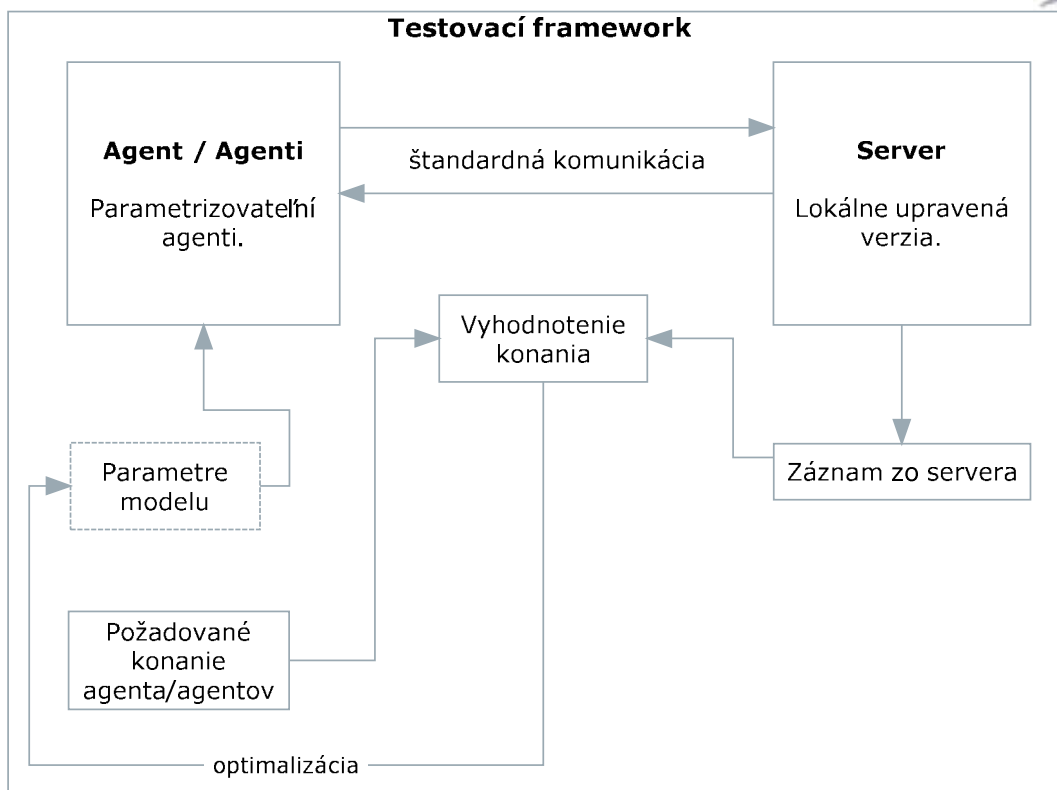 Testovací framework
Agent / Agenti
Parametrizovateľní
agenti.
štandardná komunikácia
Server
Lokálne upravená
verzia.
Vyhodnotenie
konania
Parametre
modelu
Záznam zo servera
Požadované
konanie
agenta/agentov
optimalizácia